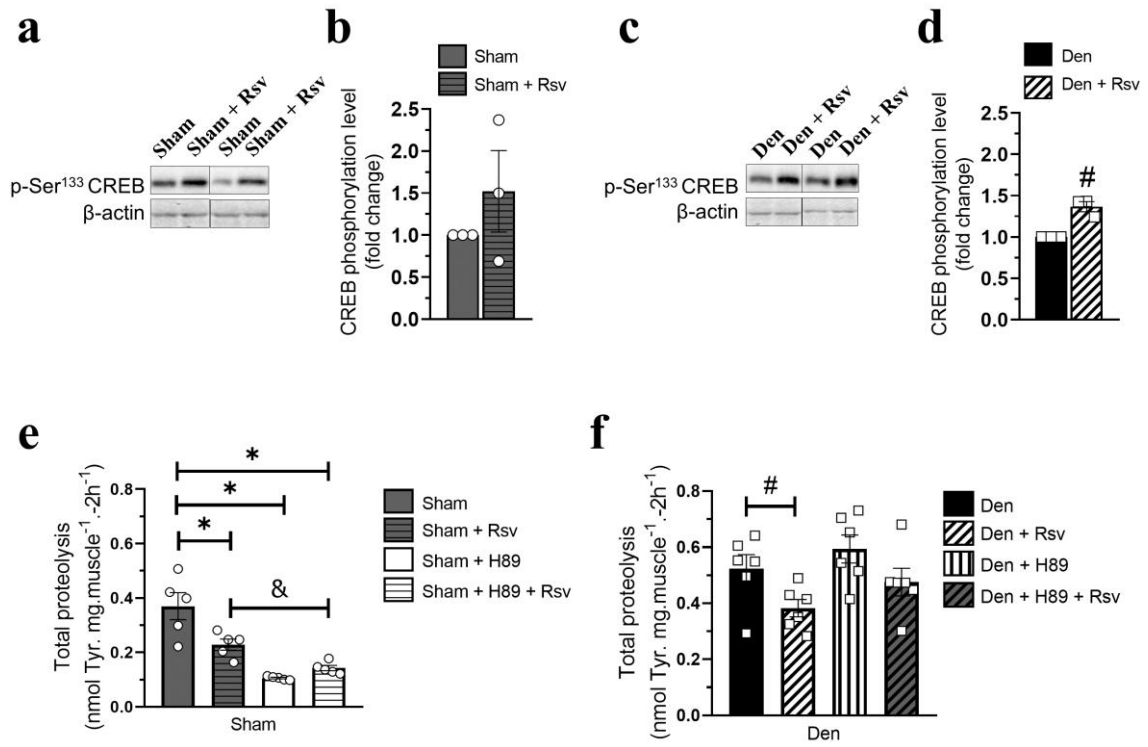 a
Sham
Sham + Rsv
Sham
Sham + Rsv
p-Ser¹³³ CREB
β-actin
b
Sham
Sham + Rsv
CREB phosphorylation level
(fold change)
2.5
2.0
1.5
1.0
0.5
0.0
c
Den
Den + Rsv
Den
Den + Rsv
p-Ser¹³³ CREB
β-actin
d
Den
Den + Rsv
CREB phosphorylation level
(fold change)
2.5
2.0
1.5
1.0
0.5
0.0
#
e
Total proteolysis
(nmol Tyr. mg.muscle⁻¹.-2h⁻¹)
0.8
0.6
0.4
0.2
0.0
*
*
*
&
Sham
Sham
Sham + Rsv
Sham + H89
Sham + H89 + Rsv
f
Total proteolysis
(nmol Tyr. mg.muscle⁻¹.-2h⁻¹)
0.8
0.6
0.4
0.2
0.0
#
Den
Den
Den + Rsv
Den + H89
Den + H89 + Rsv